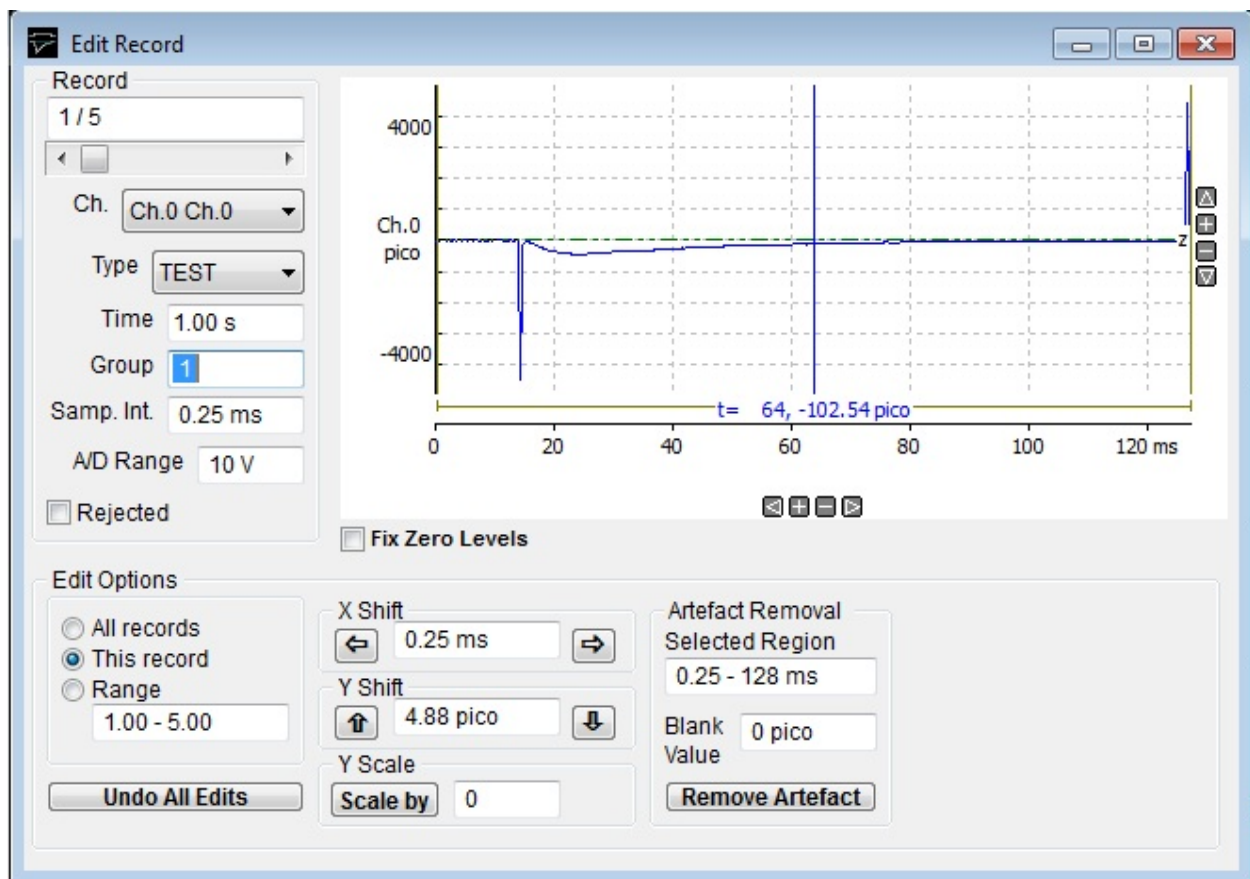 Edit Record
Record
1 / 5
Ch. Ch.0 Ch.0
Type TEST
Time 1.00 s
Group 1
Samp. Int. 0.25 ms
A/D Range 10 V
Rejected
4000
Ch.0
pico
-4000
z
t= 64, -102.54 pico
0 20 40 60 80 100 120 ms
Fix Zero Levels
Edit Options
All records
This record
Range
1.00 - 5.00
Undo All Edits
X Shift
0.25 ms
Y Shift
4.88 pico
Y Scale
Scale by 0
Artefact Removal
Selected Region
0.25 - 128 ms
Blank Value 0 pico
Remove Artefact